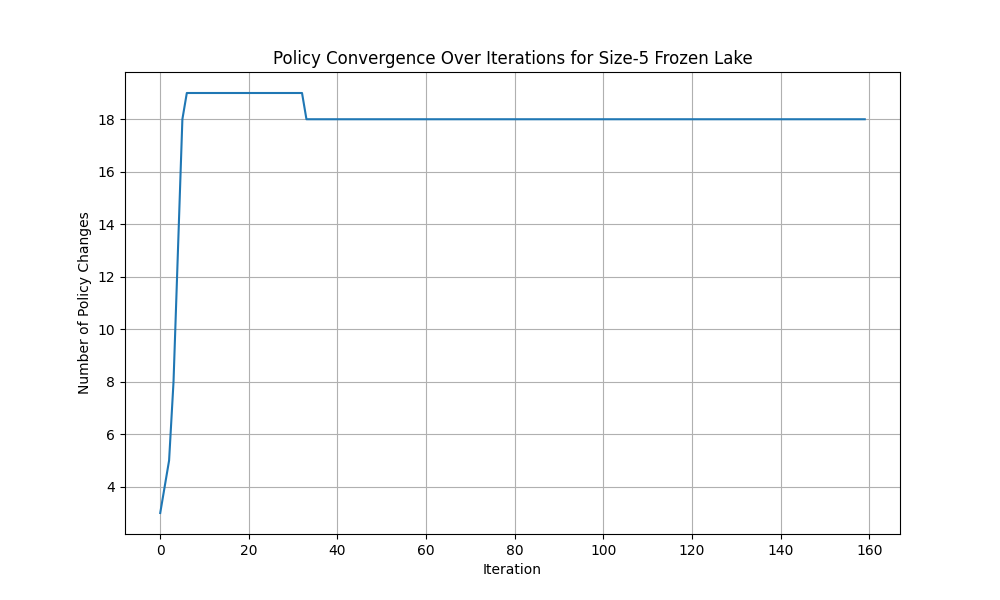 Policy Convergence Over Iterations for Size-5 Frozen Lake
Number of Policy Changes
18
16
14
12
10
8
6
4
0 20 40 60 80 100 120 140 160
Iteration